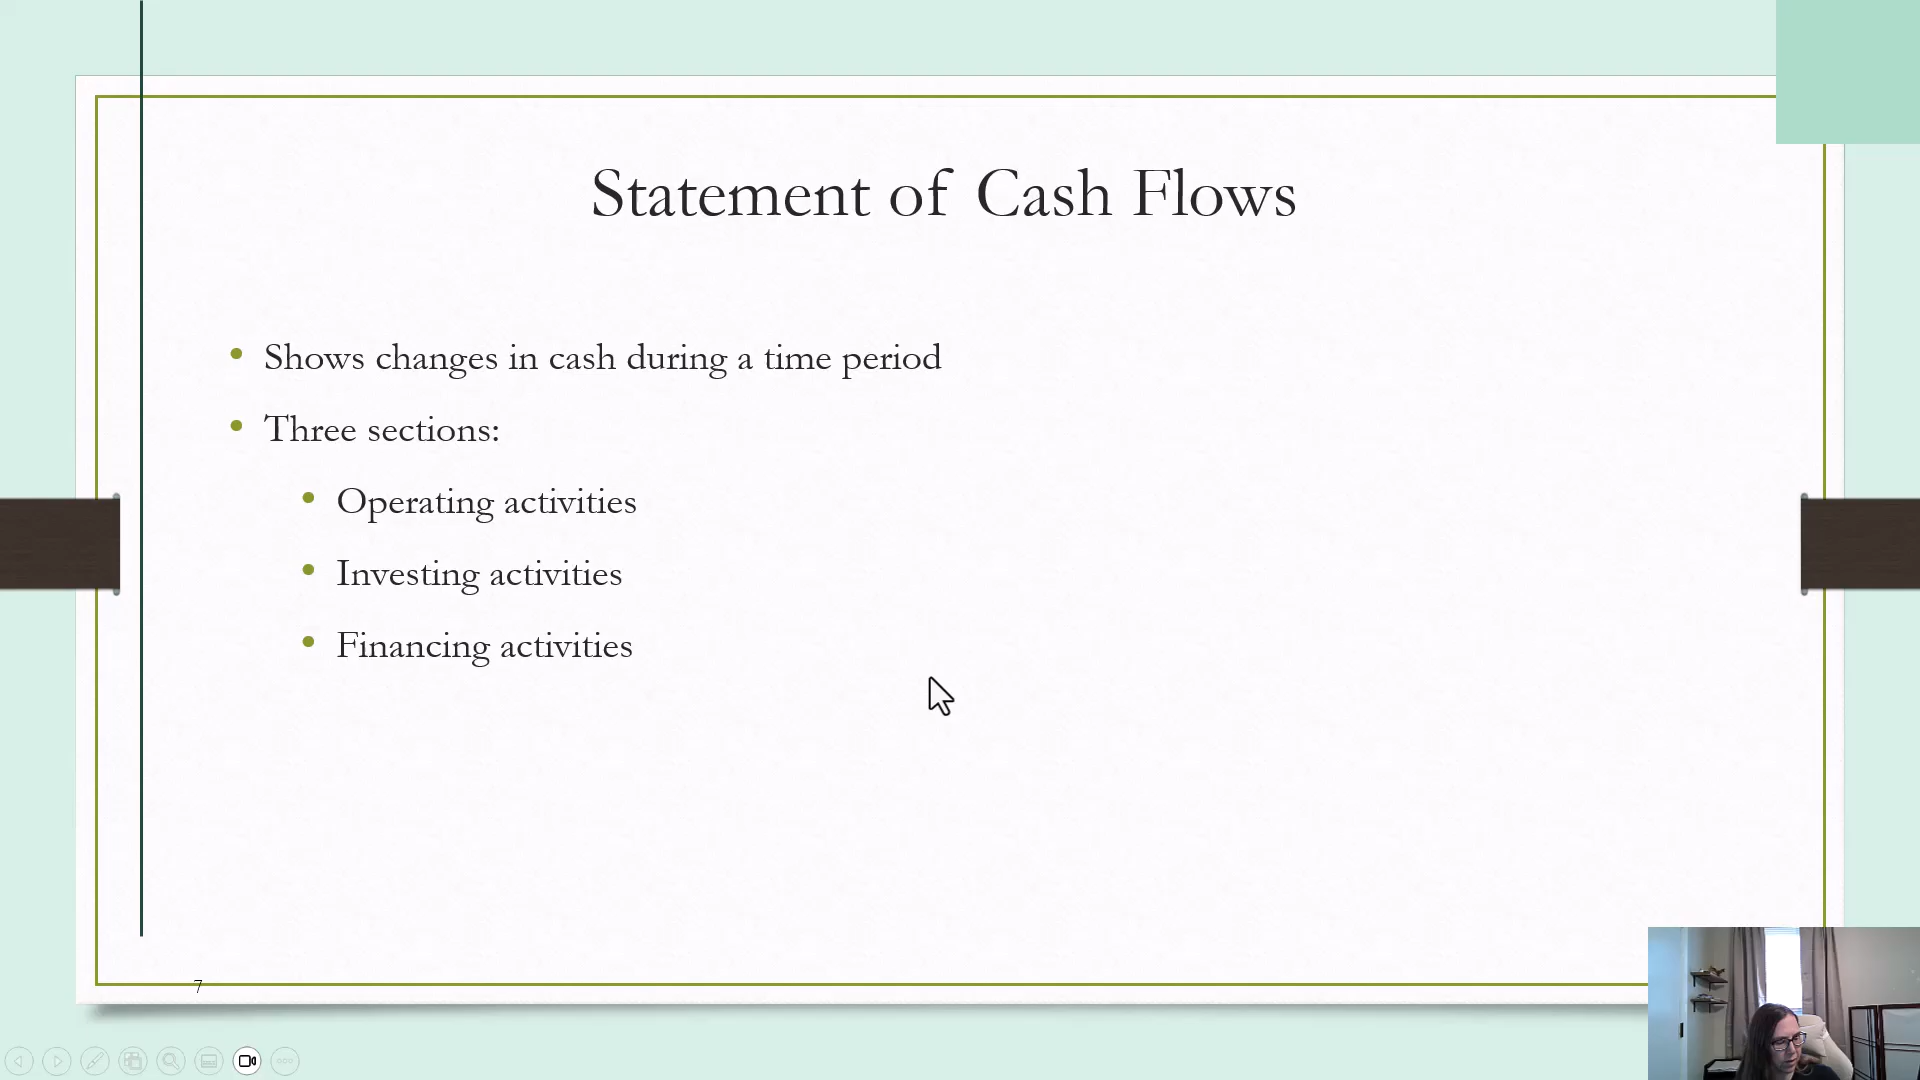 Statement of Cash Flows
Shows changes in cash during a time period
Three sections:
Operating activities
Investing activities
Financing activities
7